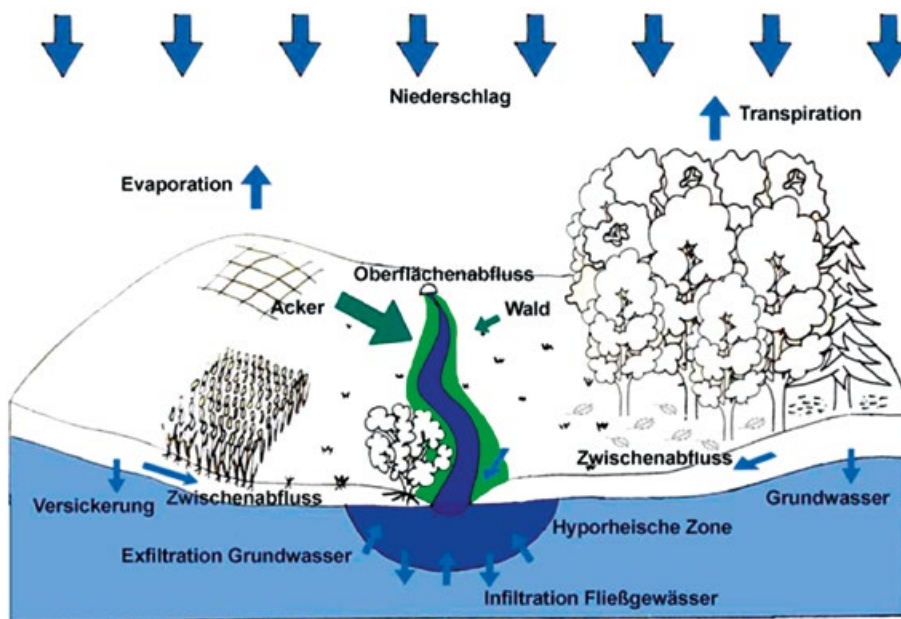 Niederschlag
Transpiration
Evaporation
Oberflächenabfluss
Acker
Wald
Zwischenabfluss
Versickerung
Zwischenabfluss
Grundwasser
Hyporheische Zone
Exfiltration Grundwasser
Infiltration Fließgewässer